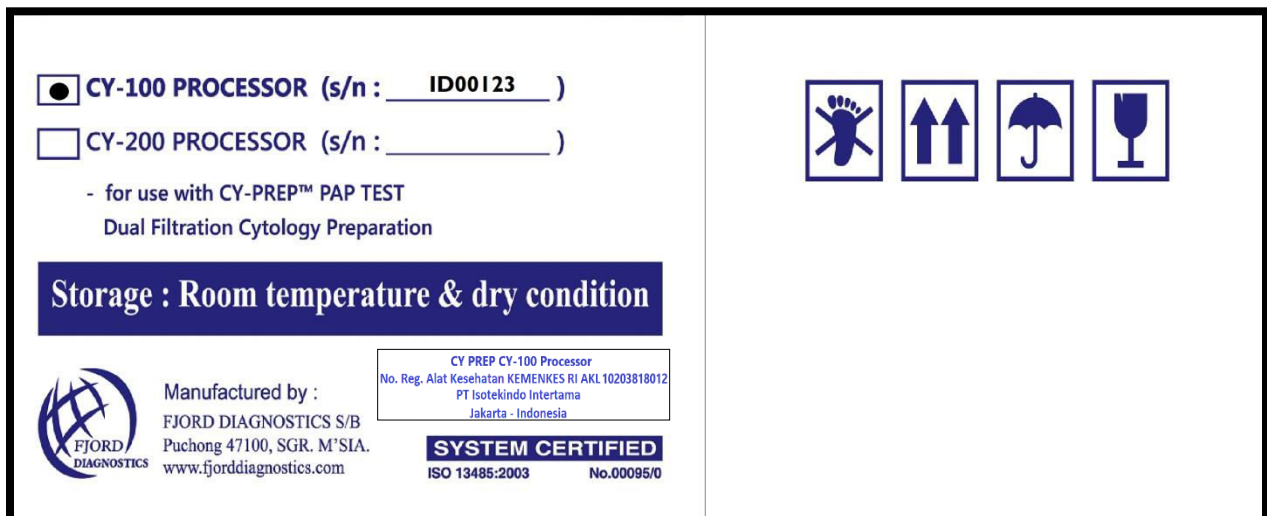 CY-100 PROCESSOR (s/n : ID00123 )
CY-200 PROCESSOR (s/n : ____________ )
- for use with CY-PREP™ PAP TEST
Dual Filtration Cytology Preparation
Storage : Room temperature & dry condition
FJORD
DIAGNOSTICS
Manufactured by :
FJORD DIAGNOSTICS S/B
Puchong 47100, SGR. M'SIA.
www.fjorddiagnostics.com
CY PREP CY-100 Processor
No. Reg. Alat Kesehatan KEMENKES RI AKL 10203818012
PT Isotekindo Intertama
Jakarta - Indonesia
SYSTEM CERTIFIED
ISO 13485:2003 No.00095/0